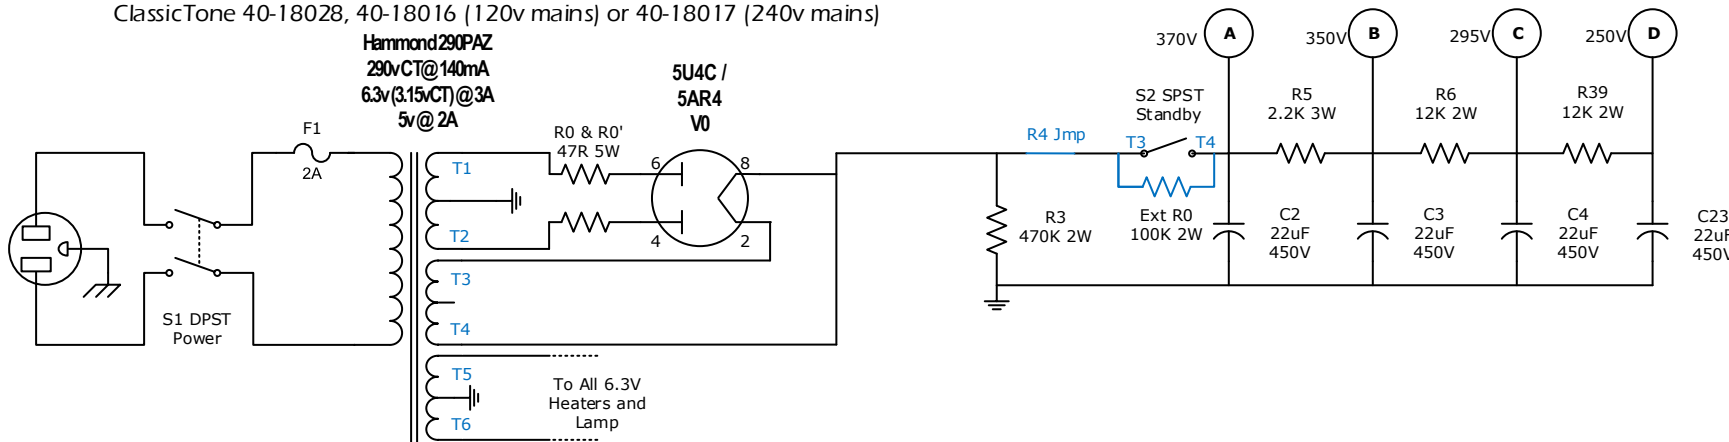 ClassicTone 40-18028, 40-18016 (120v mains) or 40-18017 (240v mains)
Hammond 290PAZ
290vCT@140mA
6.3v (3.15vCT) @ 3A
5v @ 2A
5U4C /
5AR4
V0
F1
2A
R0 & R0'
47R 5W
T1
T2
T3
T4
T5
T6
6
8
4
2
S1 DPST
Power
To All 6.3V
Heaters and
Lamp
R3
470K 2W
R4 Jmp
S2 SPST
Standby
T3
T4
Ext R0
100K 2W
370V
A
350V
B
295V
C
250V
D
R5
2.2K 3W
R6
12K 2W
R39
12K 2W
C2
22uF
450V
C3
22uF
450V
C4
22uF
450V
C23
22uF
450V